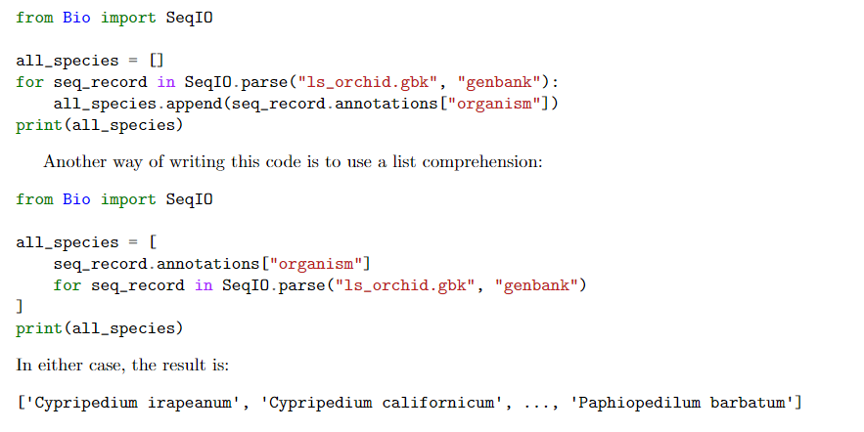 from Bio import SeqIO
all_species = []
for seq_record in SeqIO.parse("ls_orchid.gbk", "genbank"):
    all_species.append(seq_record.annotations["organism"])
print(all_species)
Another way of writing this code is to use a list comprehension:
from Bio import SeqIO
all_species = [
    seq_record.annotations["organism"]
    for seq_record in SeqIO.parse("ls_orchid.gbk", "genbank")
]
print(all_species)
In either case, the result is:
['Cypripedium irapeanum', 'Cypripedium californicum', ..., 'Paphiopedilum barbatum']